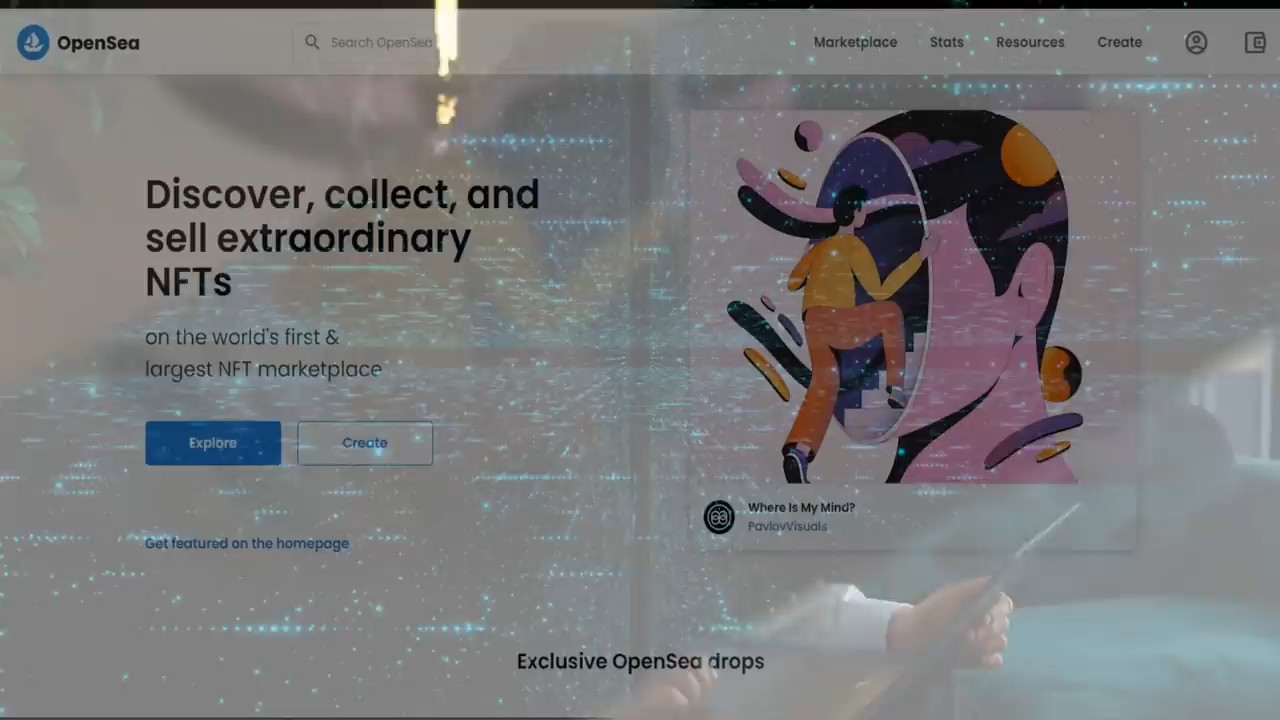 OpenSea
Search OpenSea
Marketplace
Stats
Resources
Create
Discover, collect, and
sell extraordinary
NFTs
on the world's first &
largest NFT marketplace
Explore
Create
Get featured on the homepage
Where Is My Mind?
PavlovVisuals
Exclusive OpenSea drops